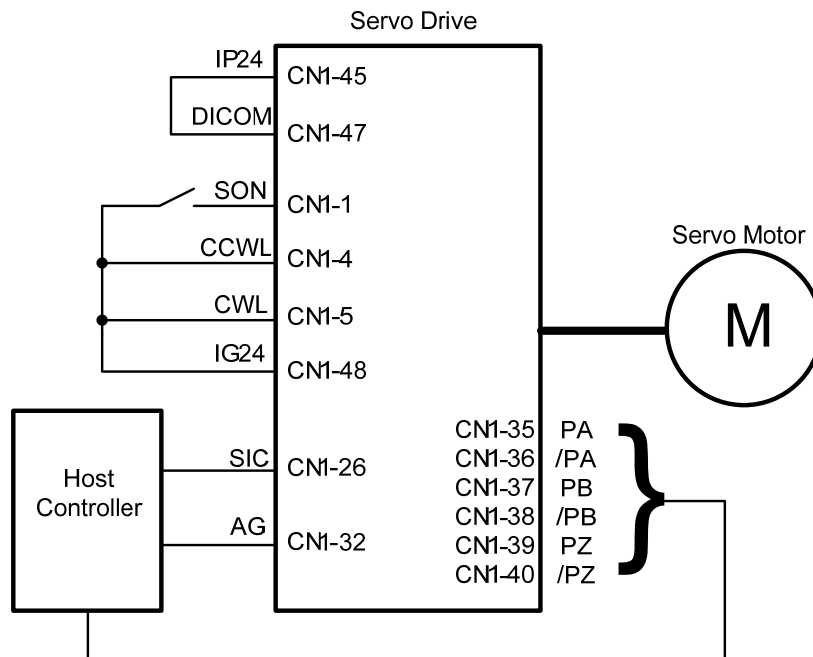 Servo Drive
IP24 CN1-45
DICOM CN1-47
SON CN1-1
CCWL CN1-4
CWL CN1-5
IG24 CN1-48
Servo Motor
M
Host
Controller
SIC CN1-26
AG CN1-32
CN1-35 PA
CN1-36 /PA
CN1-37 PB
CN1-38 /PB
CN1-39 PZ
CN1-40 /PZ